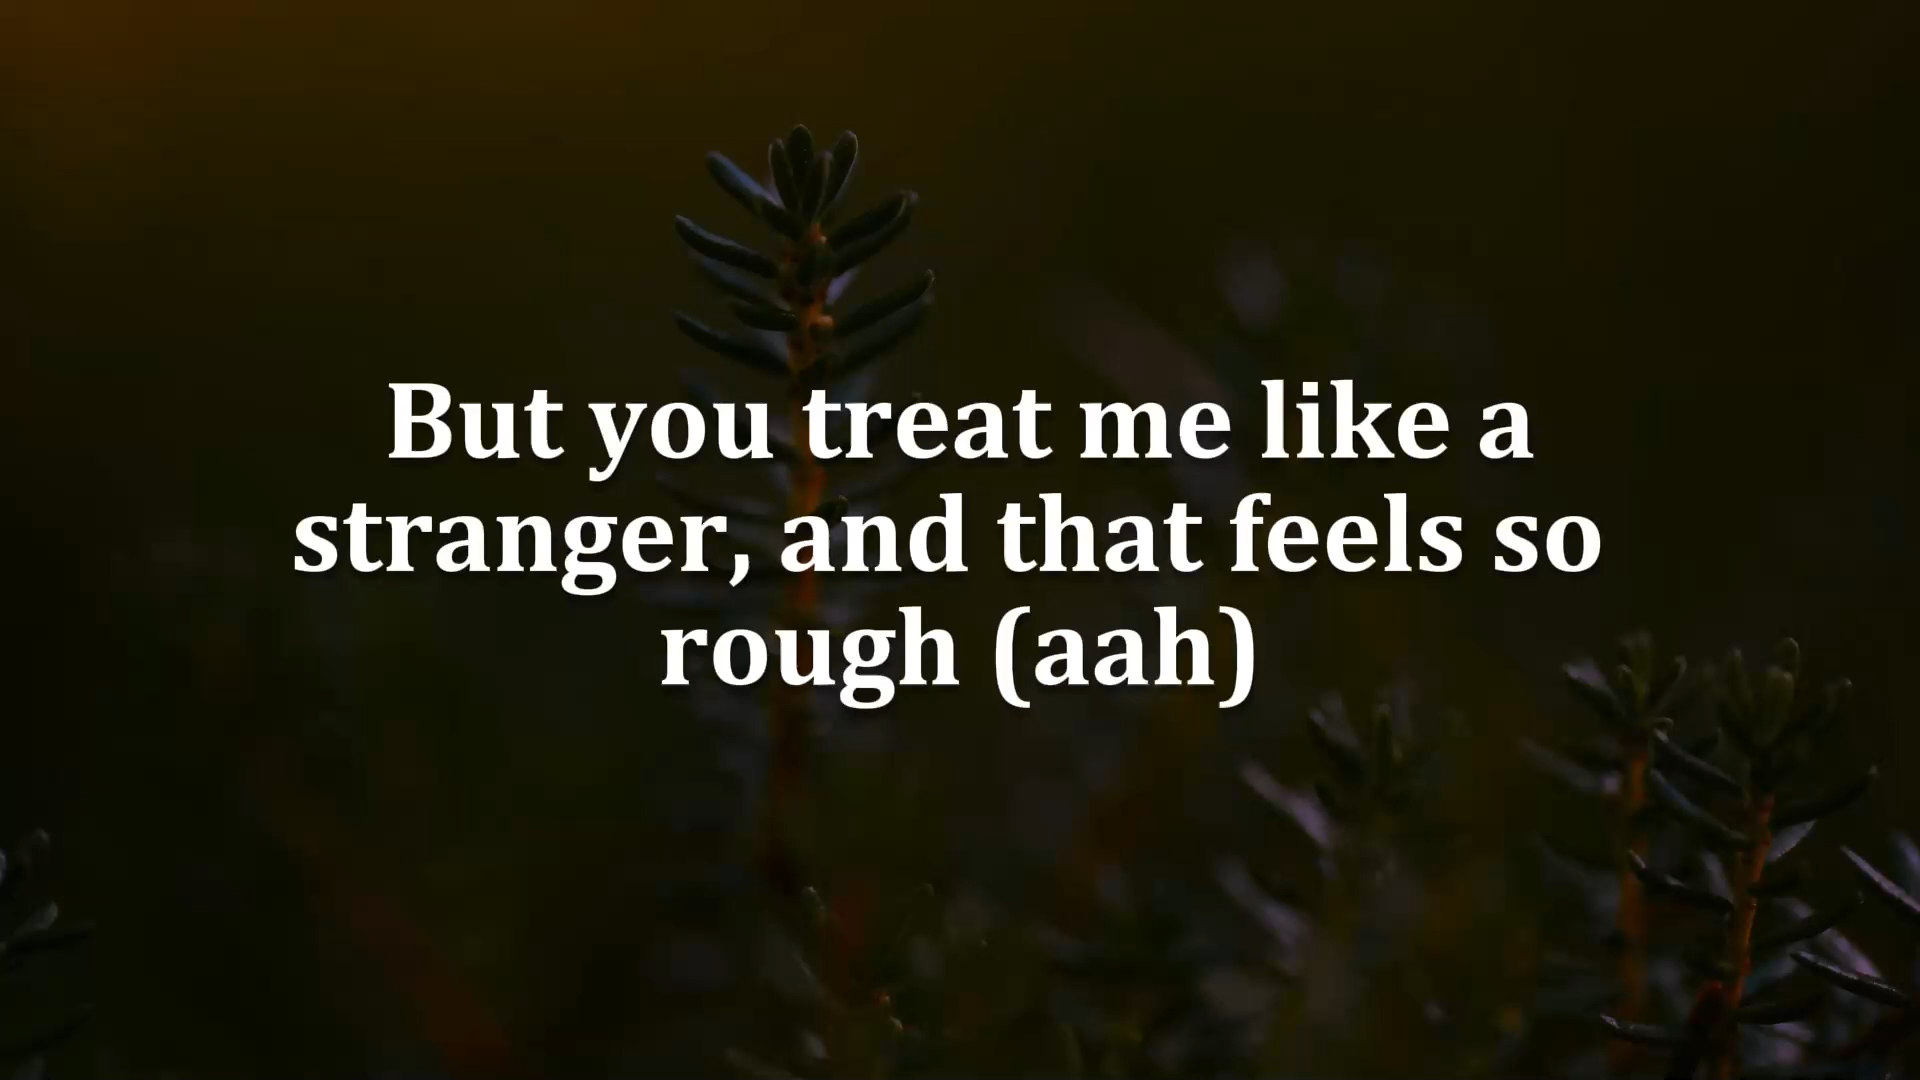 But you treat me like a
stranger, and that feels so
rough (aah)